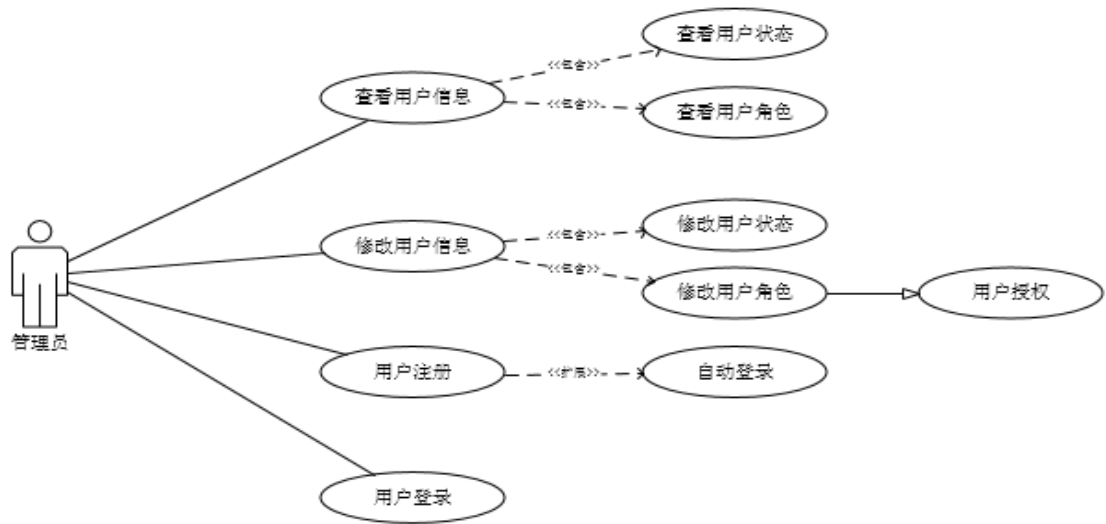 查看用户状态
<<包含>>
查看用户信息
<<包含>>
查看用户角色
修改用户状态
<<包含>>
修改用户信息
<<包含>>
修改用户角色
用户授权
管理员
用户注册
<<扩展>>
自动登录
用户登录